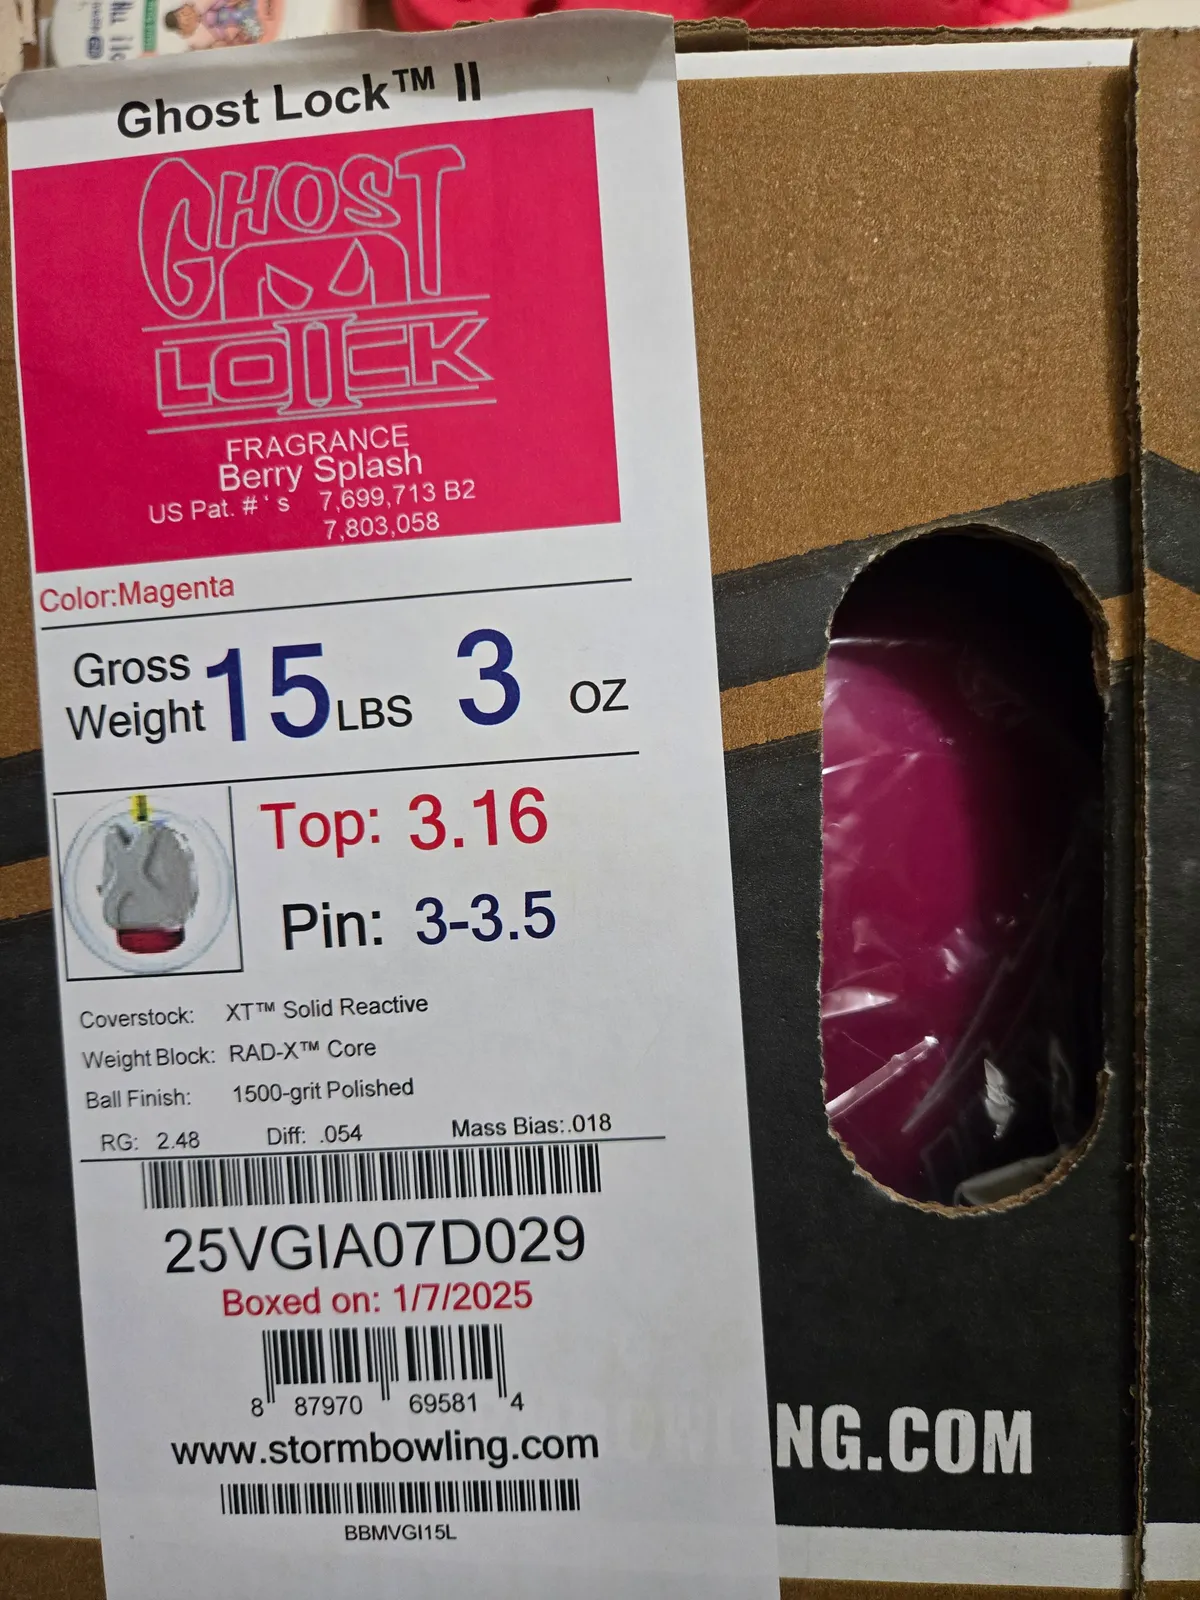 Ghost Lock™ II
GHOST
LOIICK
FRAGRANCE
Berry Splash
US Pat. #'s 7,699,713 B2
7,803,058
Color:Magenta
Gross Weight 15 LBS 3 OZ
Top: 3.16
Pin: 3-3.5
Coverstock: XT™ Solid Reactive
Weight Block: RAD-X™ Core
Ball Finish: 1500-grit Polished
RG: 2.48 Diff: .054 Mass Bias:.018
25VGIA07D029
Boxed on: 1/7/2025
8 87970 69581 4
www.stormbowling.com
BBMVGI15L
NG.COM